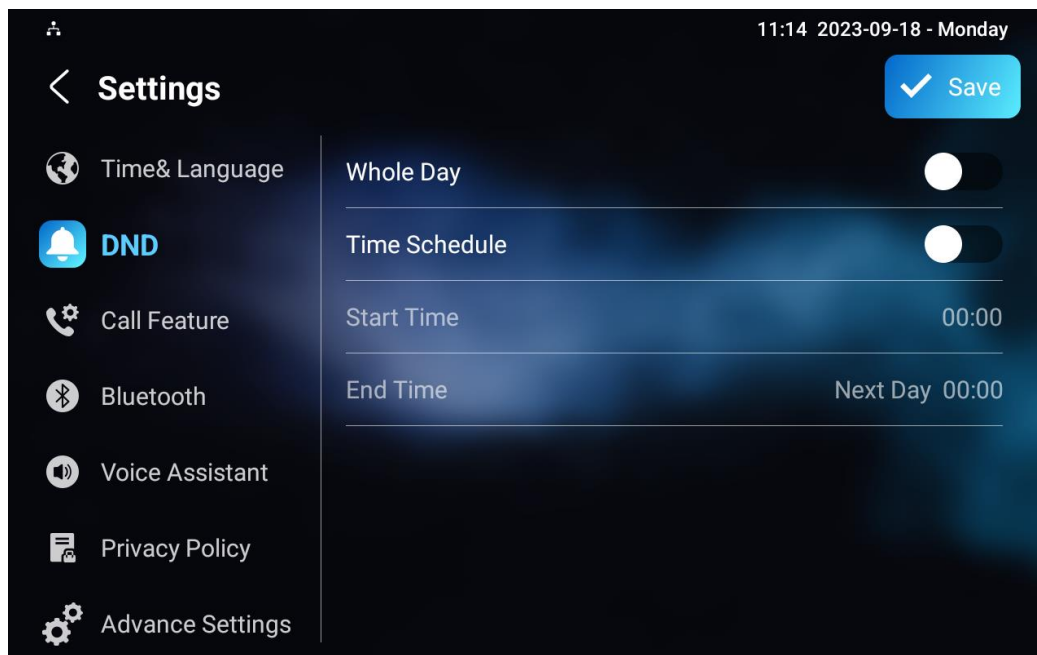 11:14 2023-09-18 - Monday
Settings
Save
Time& Language
DND
Call Feature
Bluetooth
Voice Assistant
Privacy Policy
Advance Settings
Whole Day
Time Schedule
Start Time 00:00
End Time Next Day 00:00